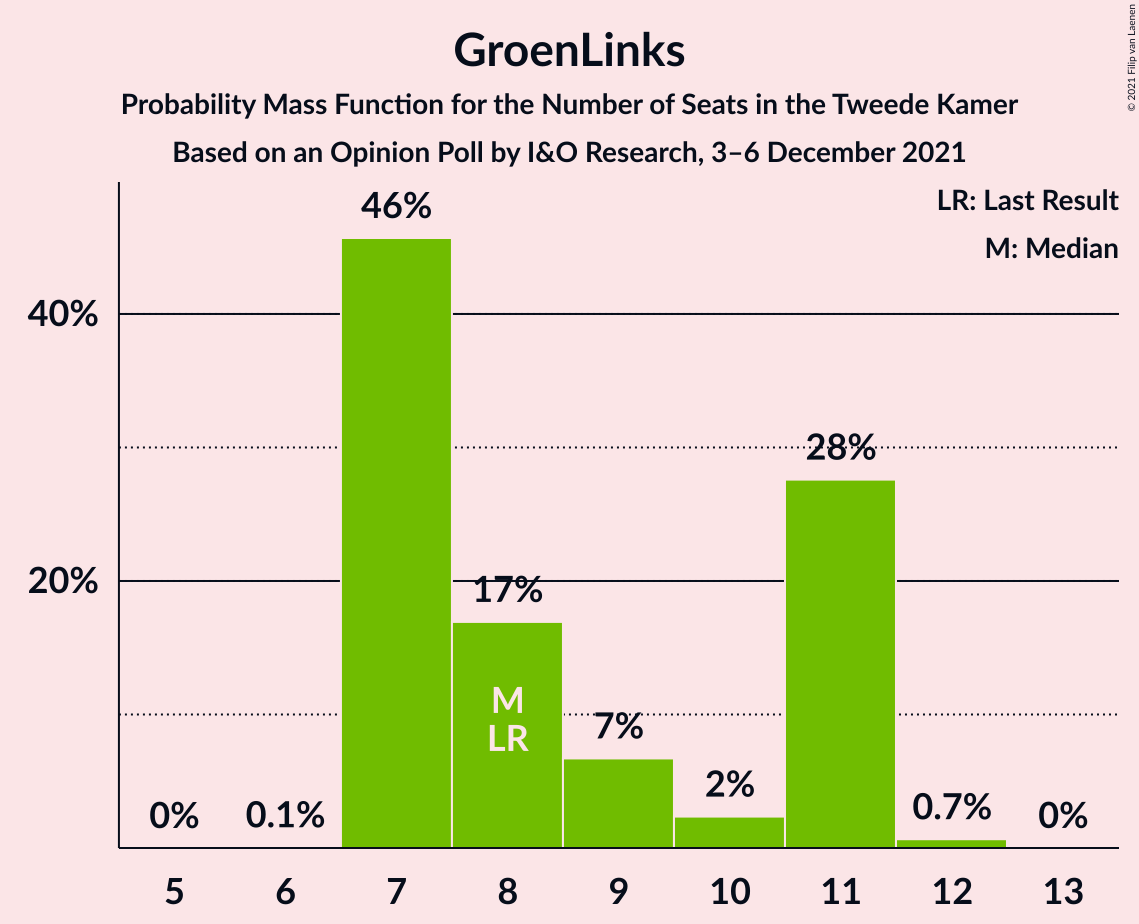 GroenLinks
Probability Mass Function for the Number of Seats in the Tweede Kamer
Based on an Opinion Poll by I&O Research, 3–6 December 2021
© 2021 Filip van Laenen
LR: Last Result
M: Median
46%
40%
28%
20%
17%
M
LR
7%
2%
0.7%
0%
0.1%
0%
5 6 7 8 9 10 11 12 13